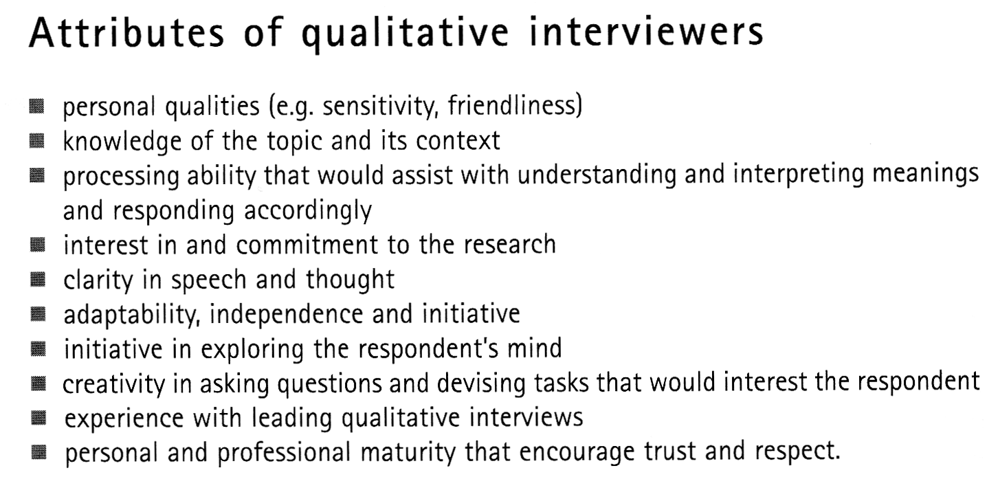 Attributes of qualitative interviewers
■ personal qualities (e.g. sensitivity, friendliness)
■ knowledge of the topic and its context
■ processing ability that would assist with understanding and interpreting meanings
and responding accordingly
■ interest in and commitment to the research
■ clarity in speech and thought
■ adaptability, independence and initiative
■ initiative in exploring the respondent's mind
■ creativity in asking questions and devising tasks that would interest the respondent
■ experience with leading qualitative interviews
■ personal and professional maturity that encourage trust and respect.